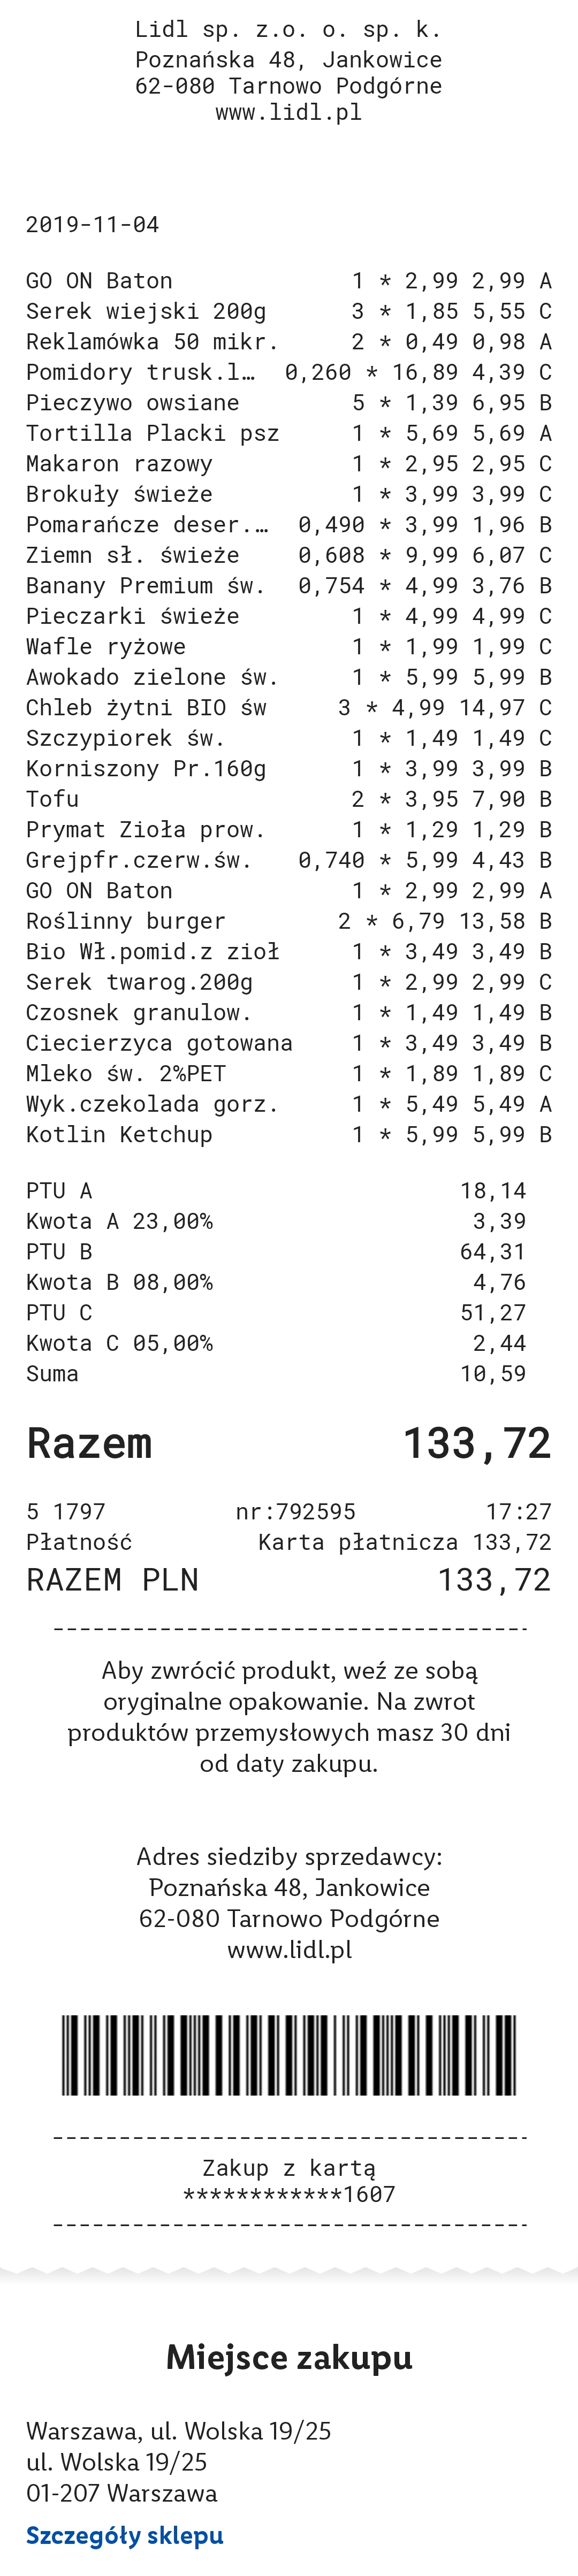 Lidl sp. z.o. o. sp. k.
Poznańska 48, Jankowice
62-080 Tarnowo Podgórne
www.lidl.pl
2019-11-04
GO ON Baton 1 * 2,99 2,99 A
Serek wiejski 200g 3 * 1,85 5,55 C
Reklamówka 50 mikr. 2 * 0,49 0,98 A
Pomidory trusk.l… 0,260 * 16,89 4,39 C
Pieczywo owsiane 5 * 1,39 6,95 B
Tortilla Placki psz 1 * 5,69 5,69 A
Makaron razowy 1 * 2,95 2,95 C
Brokuły świeże 1 * 3,99 3,99 C
Pomarańcze deser.… 0,490 * 3,99 1,96 B
Ziemn sł. świeże 0,608 * 9,99 6,07 C
Banany Premium św. 0,754 * 4,99 3,76 B
Pieczarki świeże 1 * 4,99 4,99 C
Wafle ryżowe 1 * 1,99 1,99 C
Awokado zielone św. 1 * 5,99 5,99 B
Chleb żytni BIO św 3 * 4,99 14,97 C
Szczypiorek św. 1 * 1,49 1,49 C
Korniszony Pr.160g 1 * 3,99 3,99 B
Tofu 2 * 3,95 7,90 B
Prymat Zioła prow. 1 * 1,29 1,29 B
Grejpfr.czerw.św. 0,740 * 5,99 4,43 B
GO ON Baton 1 * 2,99 2,99 A
Roślinny burger 2 * 6,79 13,58 B
Bio Wł.pomid.z zioł 1 * 3,49 3,49 B
Serek twarog.200g 1 * 2,99 2,99 C
Czosnek granulow. 1 * 1,49 1,49 B
Ciecierzyca gotowana 1 * 3,49 3,49 B
Mleko św. 2%PET 1 * 1,89 1,89 C
Wyk.czekolada gorz. 1 * 5,49 5,49 A
Kotlin Ketchup 1 * 5,99 5,99 B
PTU A 18,14
Kwota A 23,00% 3,39
PTU B 64,31
Kwota B 08,00% 4,76
PTU C 51,27
Kwota C 05,00% 2,44
Suma 10,59
Razem 133,72
5 1797 nr:792595 17:27
Płatność Karta płatnicza 133,72
RAZEM PLN 133,72
Aby zwrócić produkt, weź ze sobą
oryginalne opakowanie. Na zwrot
produktów przemysłowych masz 30 dni
od daty zakupu.
Adres siedziby sprzedawcy:
Poznańska 48, Jankowice
62-080 Tarnowo Podgórne
www.lidl.pl
Zakup z kartą
************1607
Miejsce zakupu
Warszawa, ul. Wolska 19/25
ul. Wolska 19/25
01-207 Warszawa
Szczegóły sklepu